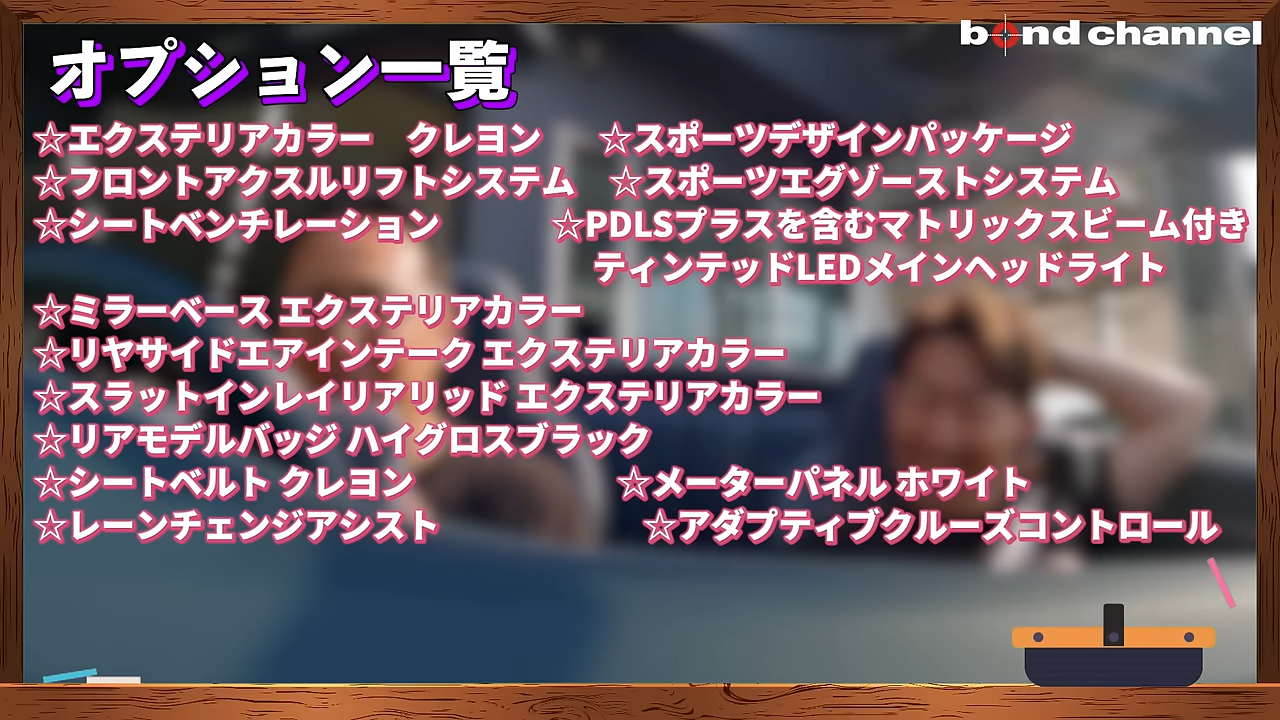 bond channel
オプション一覧
☆エクステリアカラー　クレヨン
☆スポーツデザインパッケージ
☆フロントアクスルリフトシステム
☆スポーツエグゾーストシステム
☆シートベンチレーション
☆PDLSプラスを含むマトリックスビーム付き
ティンテッドLEDメインヘッドライト
☆ミラーベース エクステリアカラー
☆リヤサイドエアインテーク エクステリアカラー
☆スラットインレイリアリッド エクステリアカラー
☆リアモデルバッジ ハイグロスブラック
☆シートベルト クレヨン
☆メーターパネル ホワイト
☆レーンチェンジアシスト
☆アダプティブクルーズコントロール